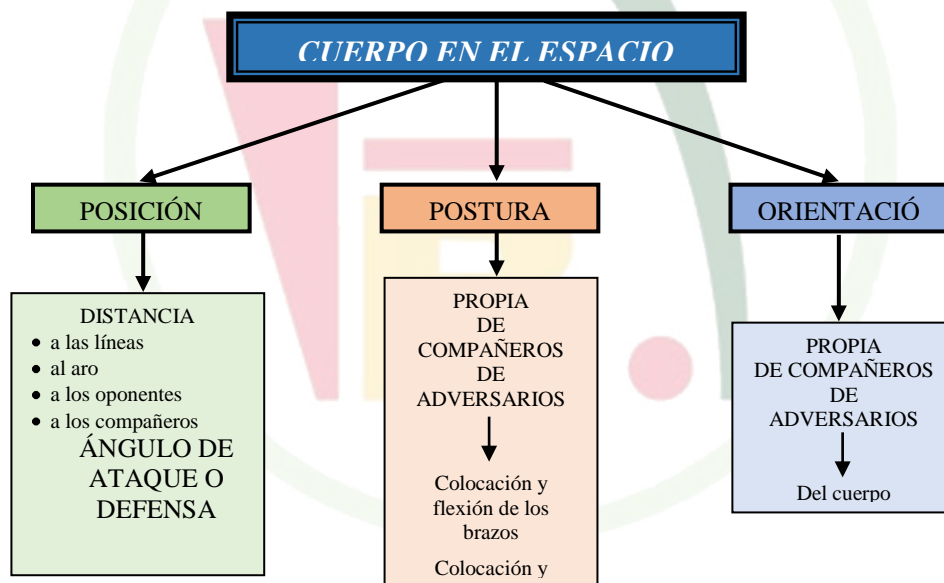 CUERPO EN EL ESPACIO
POSICIÓN
POSTURA
ORIENTACIÓ
DISTANCIA
• a las líneas
• al aro
• a los oponentes
• a los compañeros
ÁNGULO DE
ATAQUE O
DEFENSA
PROPIA
DE
COMPAÑEROS
DE
ADVERSARIOS
Colocación y
flexión de los
brazos
Colocación y
PROPIA
DE COMPAÑEROS
DE
ADVERSARIOS
Del cuerpo